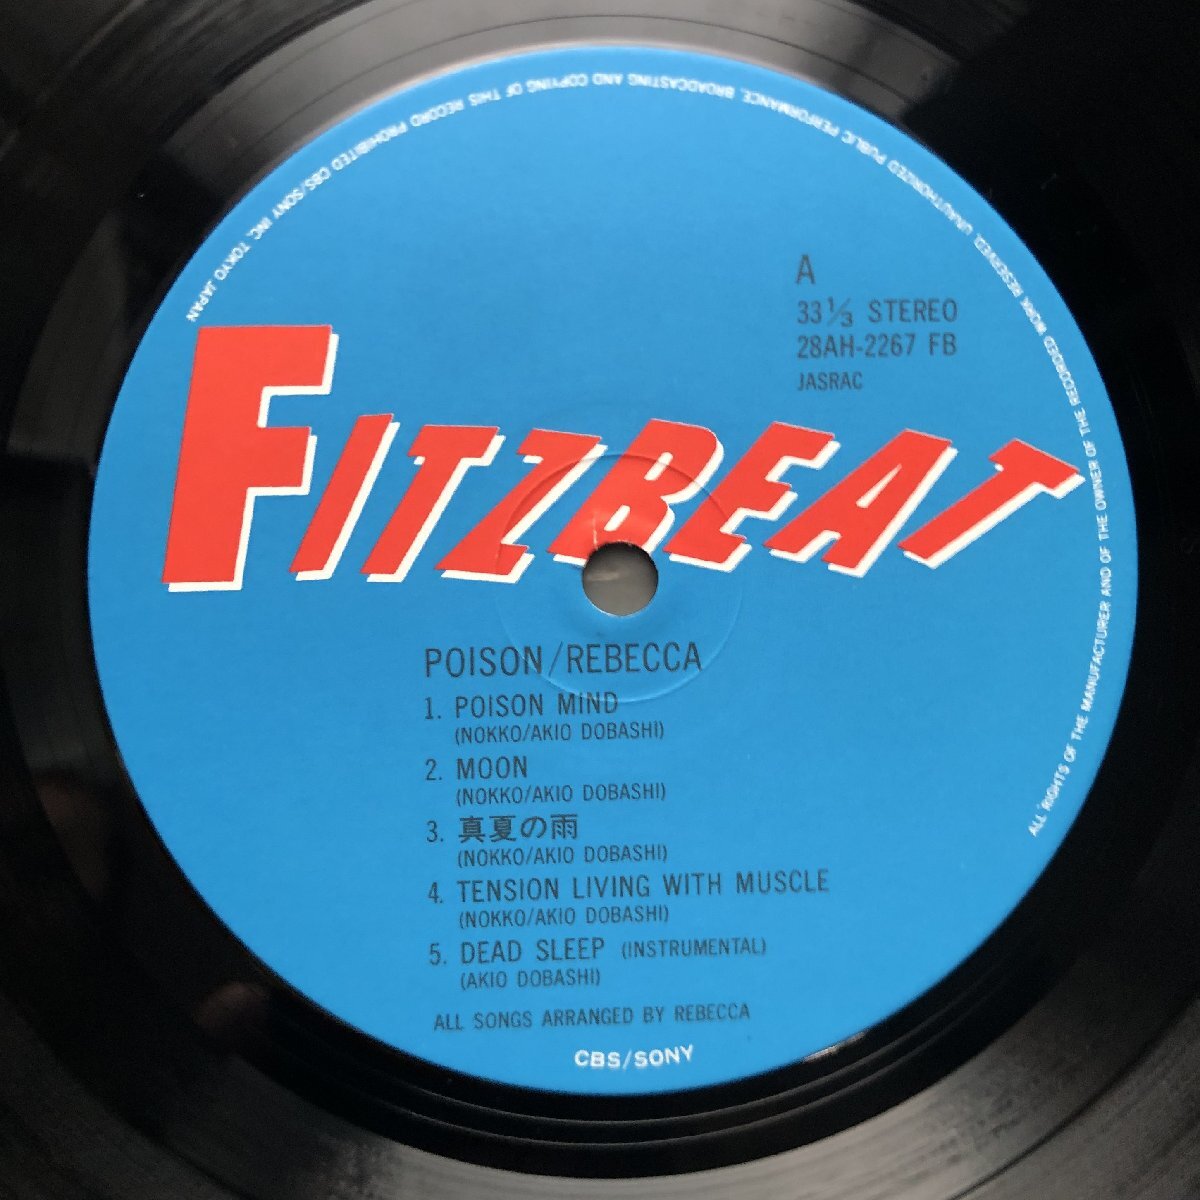 ALL RIGHTS OF THE MANUFACTURER AND OF THE OWNER OF THE RECORDED WORK RESERVED. UNAUTHORIZED PUBLIC PERFORMANCE, BROADCASTING AND COPYING OF THIS RECORD PROHIBITED CBS/SONY INC. TOKYO JAPAN
A
33 1/3 STEREO
28AH-2267 FB
JASRAC
FITZBEAT
POISON/REBECCA
1. POISON MIND
(NOKKO/AKIO DOBASHI)
2. MOON
(NOKKO/AKIO DOBASHI)
3. 真夏の雨
(NOKKO/AKIO DOBASHI)
4. TENSION LIVING WITH MUSCLE
(NOKKO/AKIO DOBASHI)
5. DEAD SLEEP (INSTRUMENTAL)
(AKIO DOBASHI)
ALL SONGS ARRANGED BY REBECCA
CBS/SONY